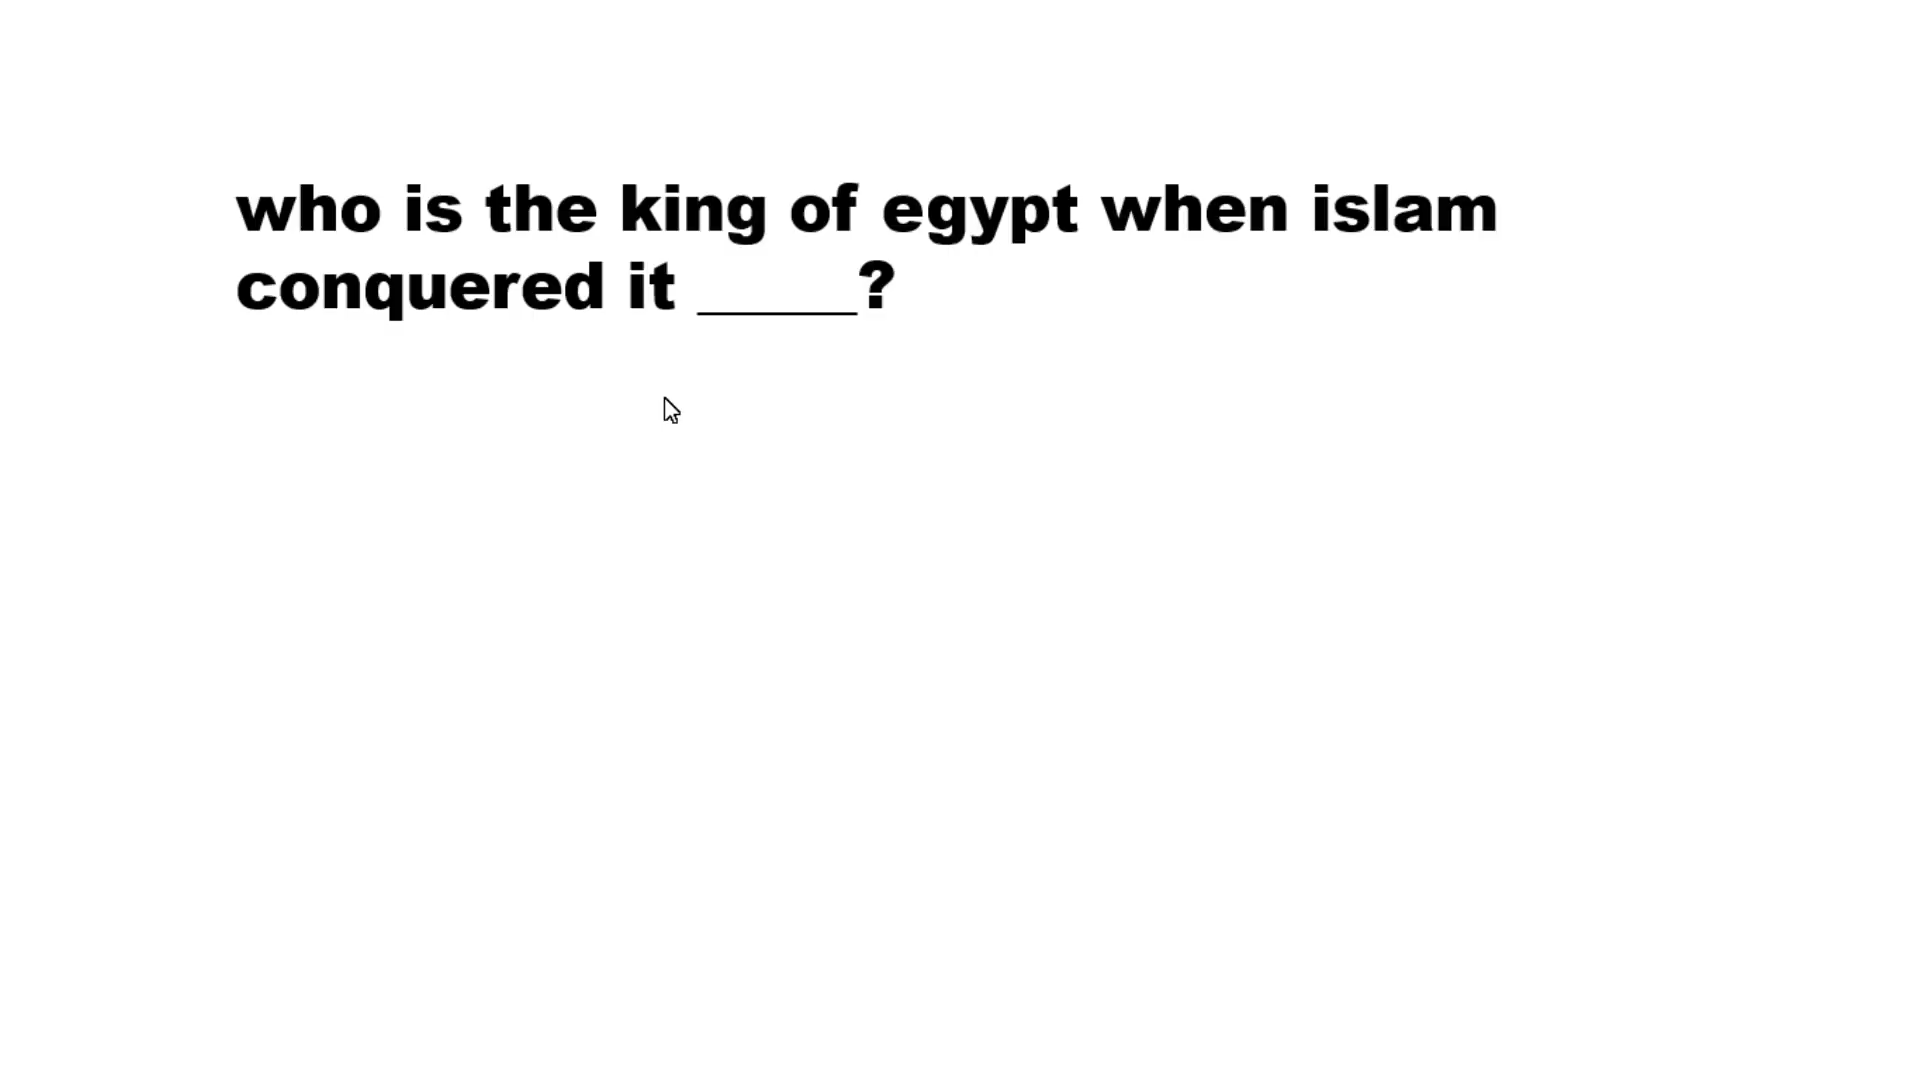 who is the king of egypt when islam
conquered it _____?